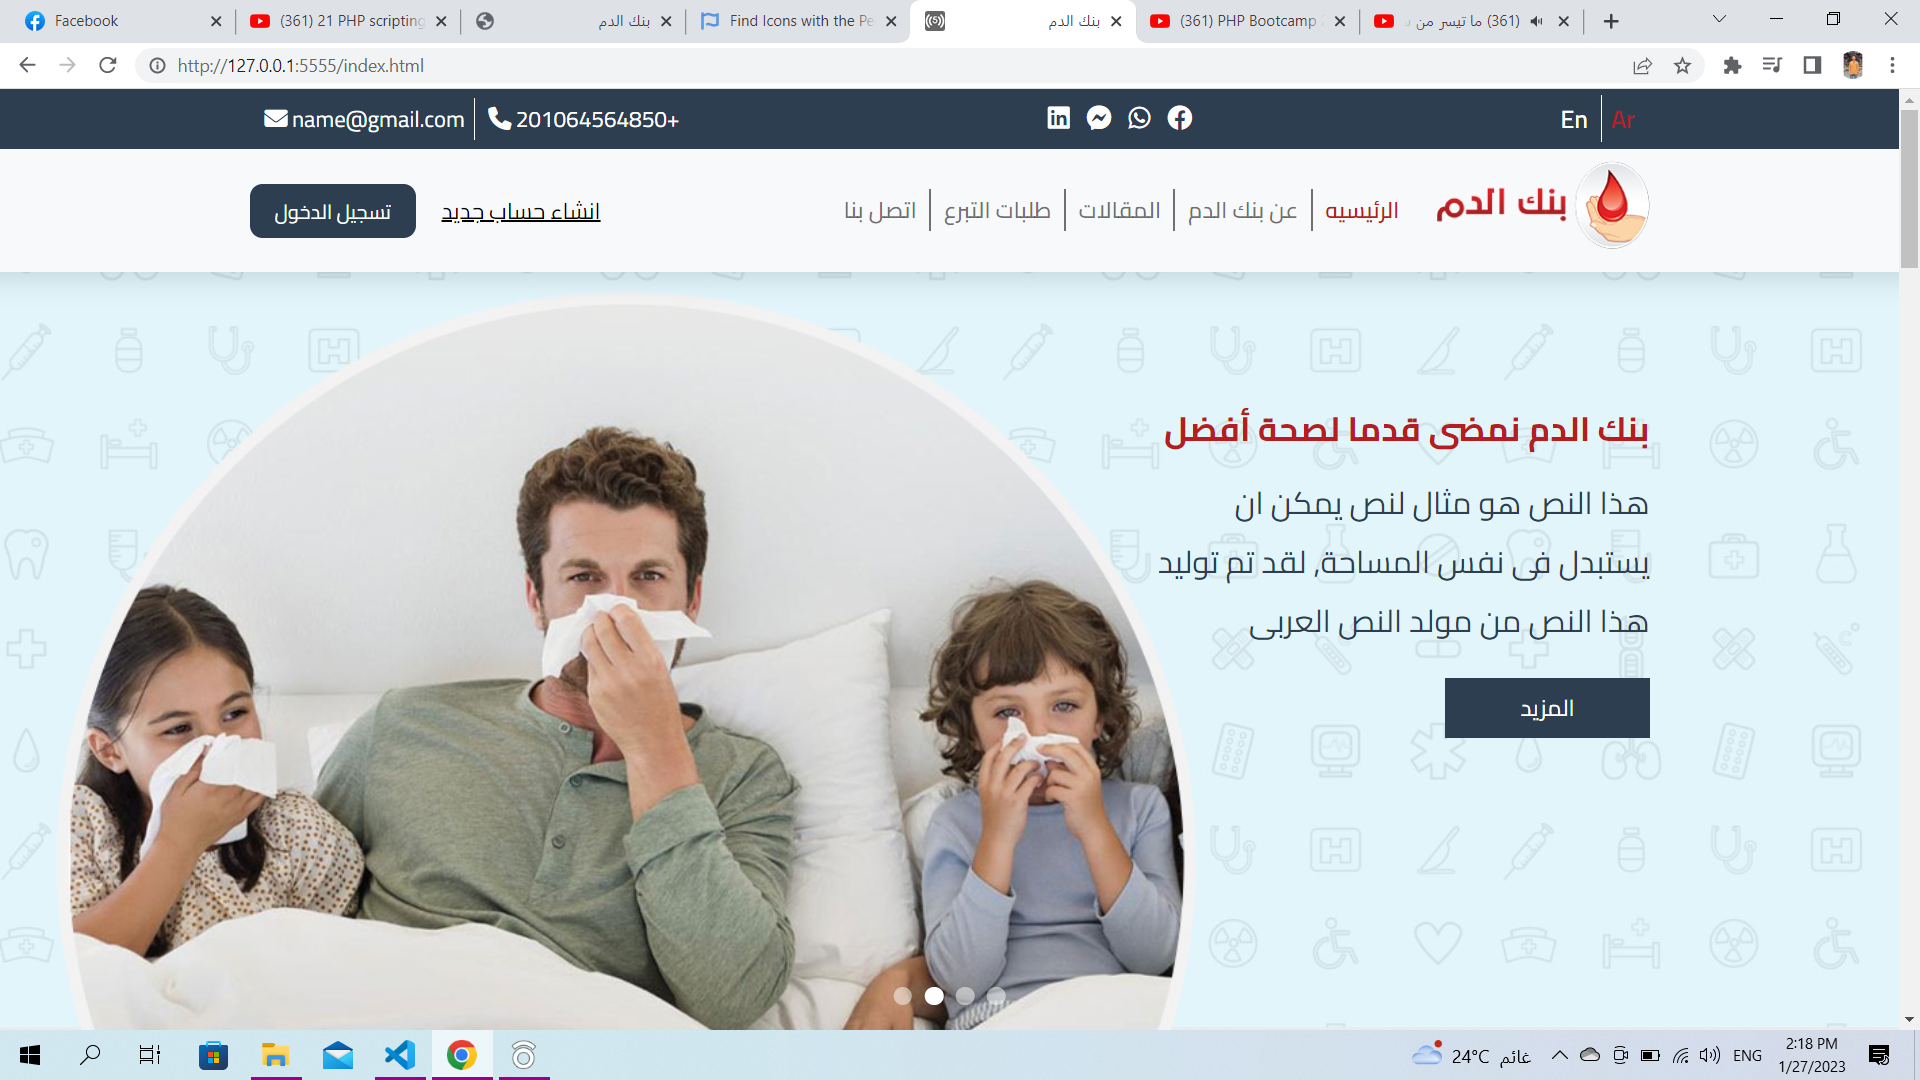 Facebook
(361) 21 PHP scripting
بنك الدم
Find Icons with the Pe
بنك الدم
(361) PHP Bootcamp
(361) ما تيسر من
http://127.0.0.1:5555/index.html
name@gmail.com
201064564850+
En
Ar
بنك الدم
الرئيسيه
عن بنك الدم
المقالات
طلبات التبرع
اتصل بنا
انشاء حساب جديد
تسجيل الدخول
بنك الدم نمضى قدما لصحة أفضل
هذا النص هو مثال لنص يمكن ان
يستبدل فى نفس المساحة, لقد تم توليد
هذا النص من مولد النص العربى
المزيد
24°C غائم
ENG
2:18 PM
1/27/2023